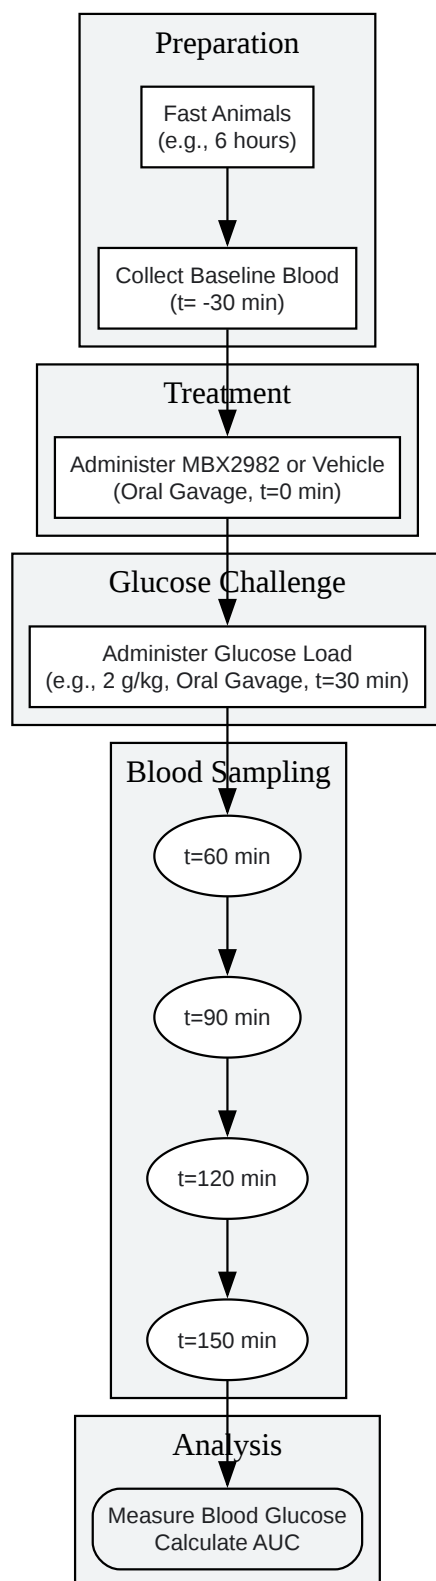 Preparation
Fast Animals
(e.g., 6 hours)
Collect Baseline Blood
(t= -30 min)
Treatment
Administer MBX2982 or Vehicle
(Oral Gavage, t=0 min)
Glucose Challenge
Administer Glucose Load
(e.g., 2 g/kg, Oral Gavage, t=30 min)
Blood Sampling
t=60 min
t=90 min
t=120 min
t=150 min
Analysis
Measure Blood Glucose
Calculate AUC